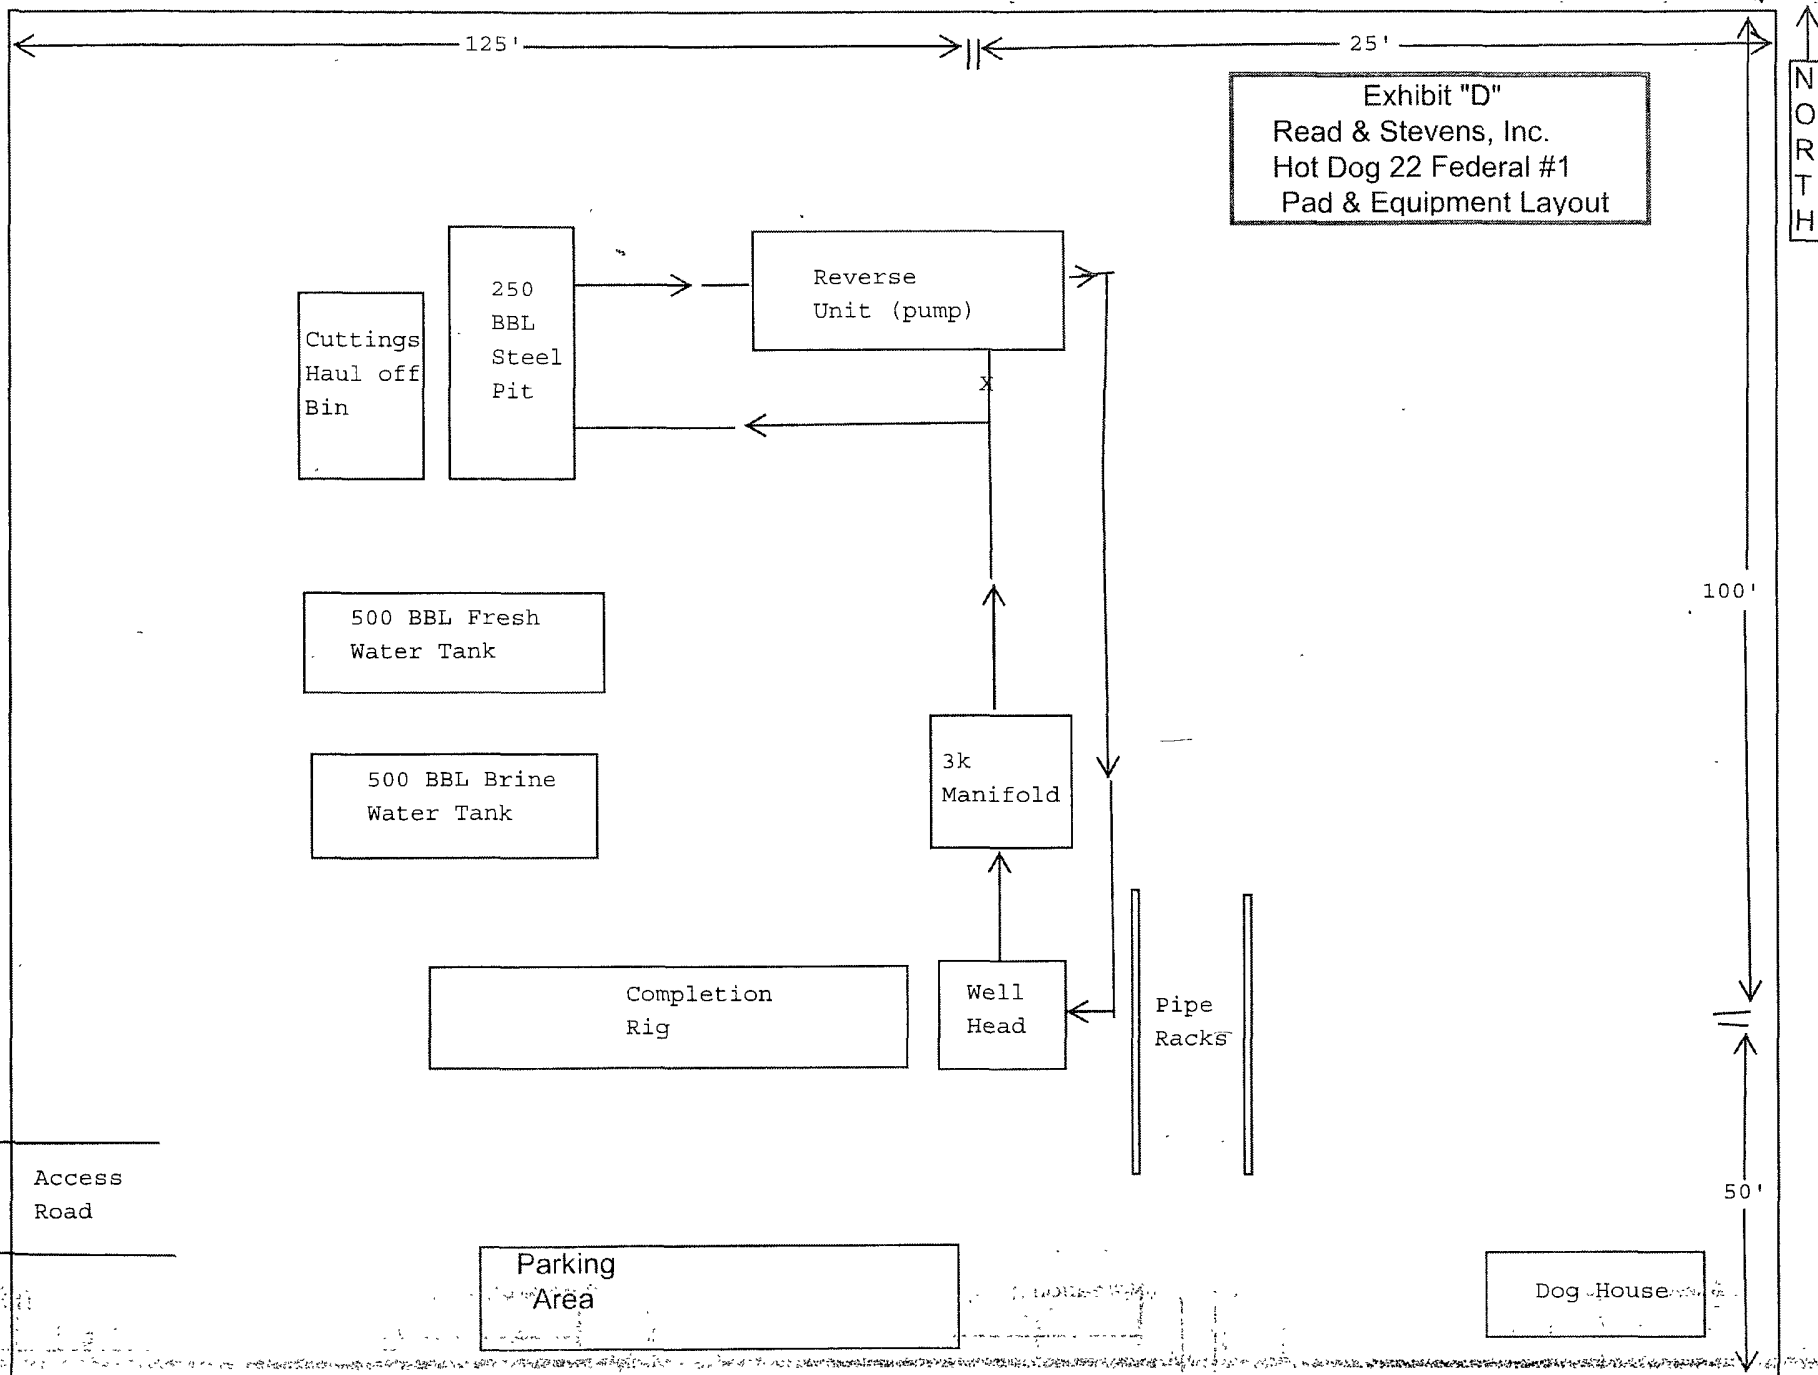 125'
25'
N
O
R
T
H
Exhibit "D"
Read & Stevens, Inc.
Hot Dog 22 Federal #1
Pad & Equipment Layout
250
BBL
Steel
Pit
Reverse
Unit (pump)
Cuttings
Haul off
Bin
x
500 BBL Fresh
Water Tank
100'
500 BBL Brine
Water Tank
3k
Manifold
Completion
Rig
Well
Head
Pipe
Racks
Access
Road
50'
Parking
Area
Dog House